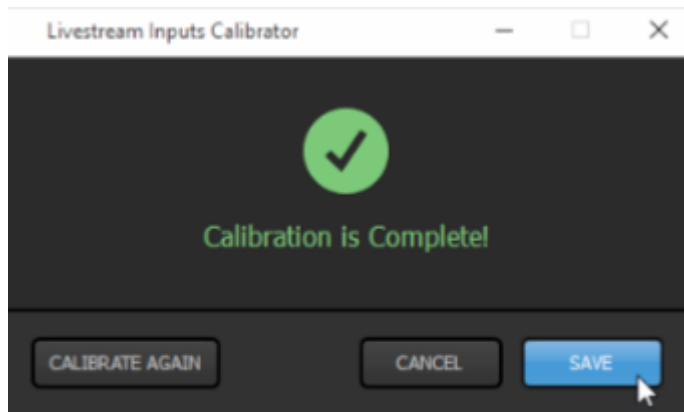 Livestream Inputs Calibrator
Calibration is Complete!
CALIBRATE AGAIN
CANCEL
SAVE